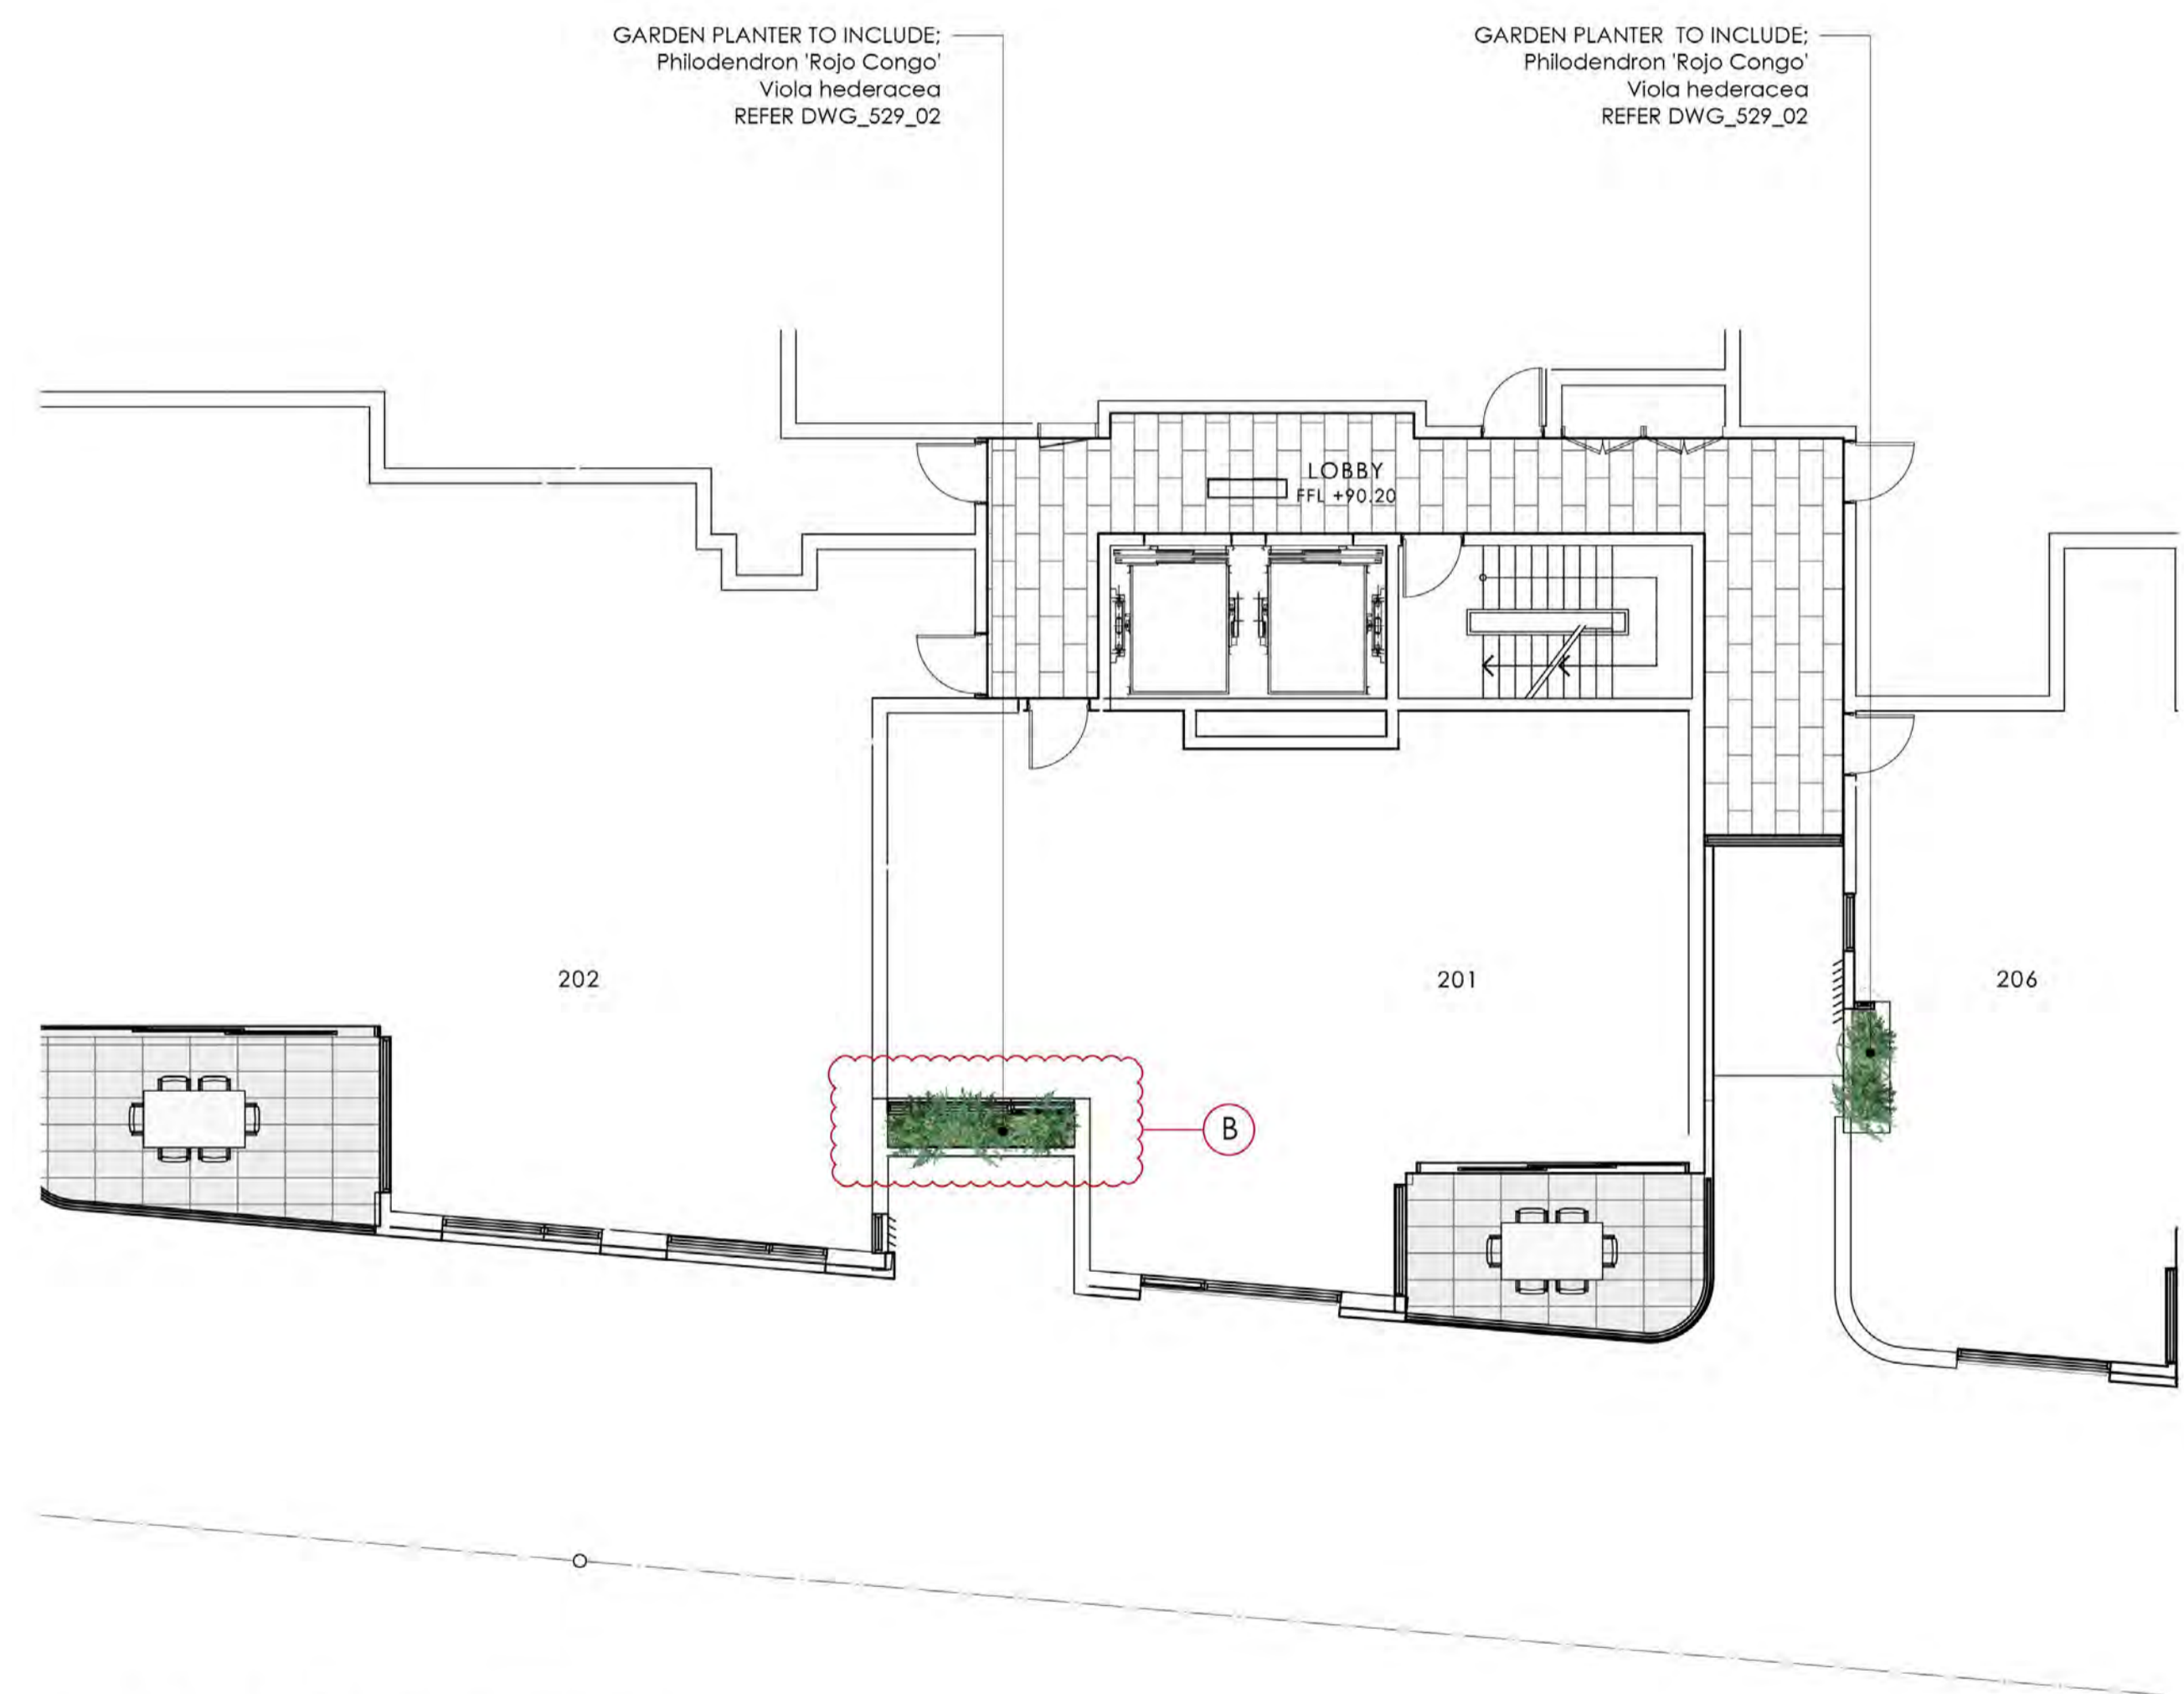 GARDEN PLANTER TO INCLUDE;
Philodendron 'Rojo Congo'
Viola hederacea
REFER DWG_529_02
GARDEN PLANTER TO INCLUDE;
Philodendron 'Rojo Congo'
Viola hederacea
REFER DWG_529_02
LOBBY
FFL +90.20
202
201
206
B